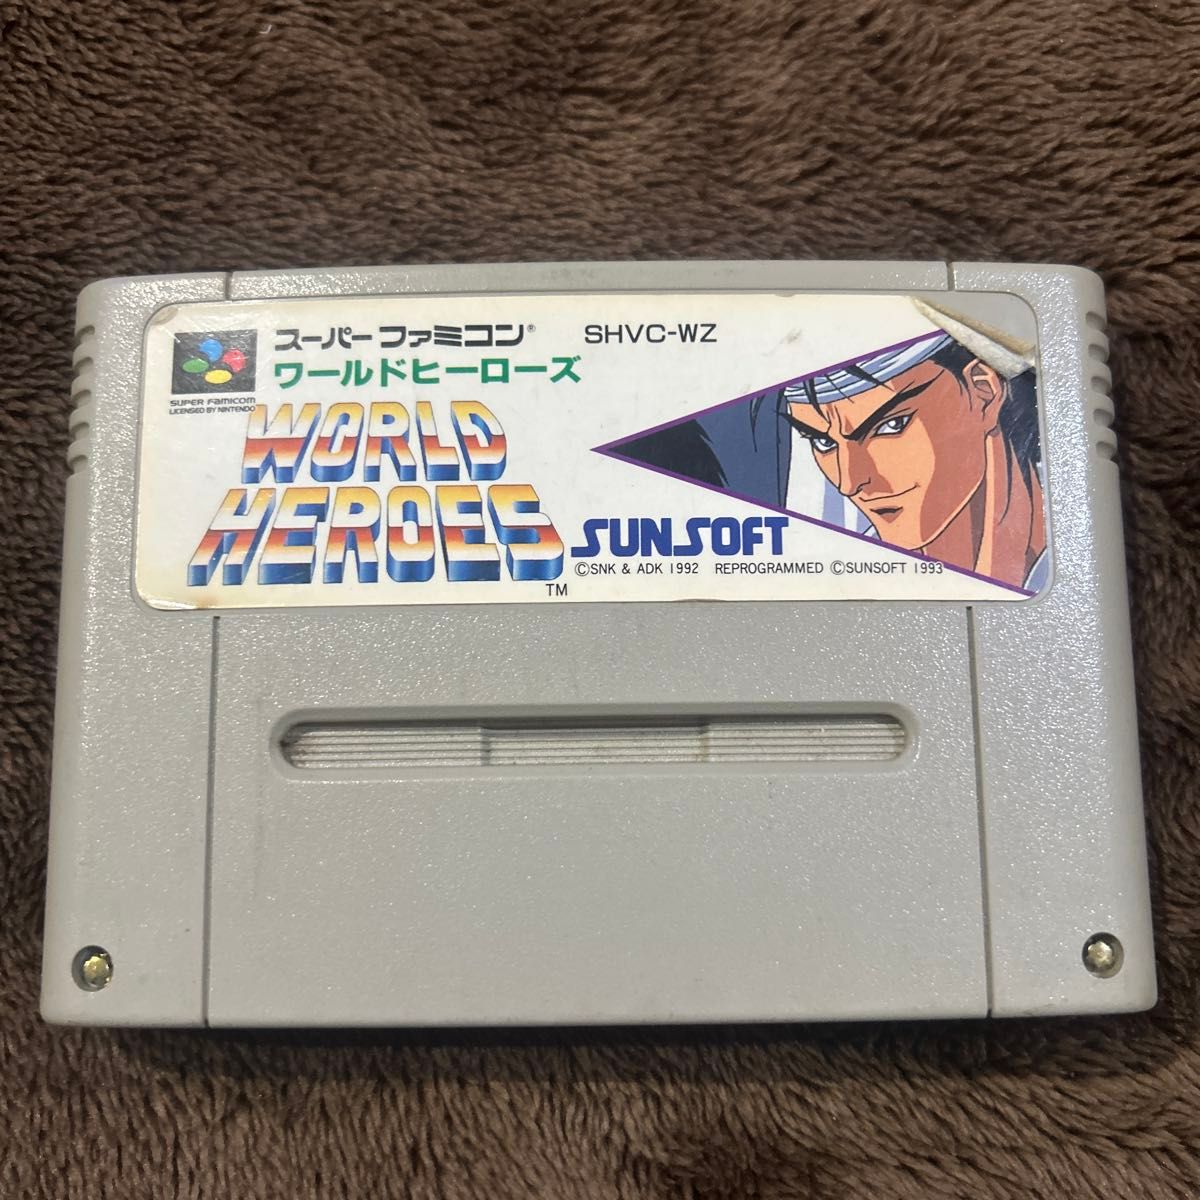 スーパーファミコン® SHVC-WZ
ワールドヒーローズ
SUPER FAMICOM
LICENSED BY NINTENDO
WORLD
HEROES
TM
SUNSOFT
©SNK & ADK 1992 REPROGRAMMED ©SUNSOFT 1993